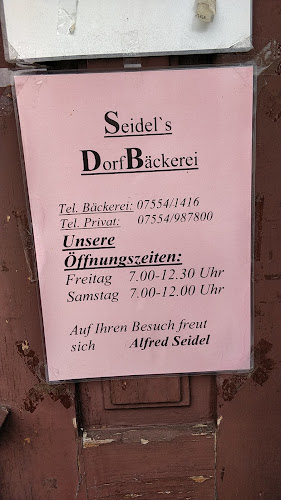 Seidel`s
DorfBäckerei
Tel. Bäckerei: 07554/1416
Tel. Privat: 07554/987800
Unsere
Öffnungszeiten:
Freitag 7.00-12.30 Uhr
Samstag 7.00-12.00 Uhr
Auf Ihren Besuch freut
sich Alfred Seidel